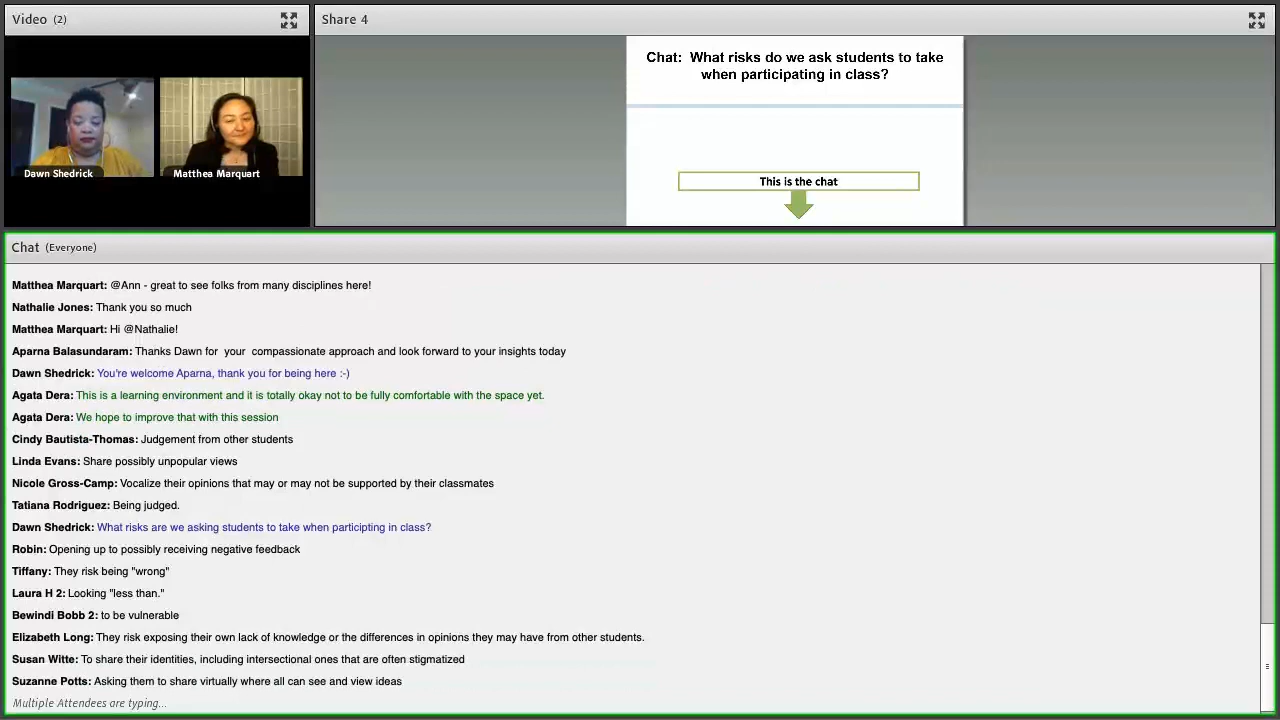 Video (2)
Share 4
Dawn Shedrick
Matthea Marquart
Chat: What risks do we ask students to take
when participating in class?
This is the chat
Chat (Everyone)
Matthea Marquart: @Ann - great to see folks from many disciplines here!
Nathalie Jones: Thank you so much
Matthea Marquart: Hi @Nathalie!
Aparna Balasundaram: Thanks Dawn for your compassionate approach and look forward to your insights today
Dawn Shedrick: You're welcome Aparna, thank you for being here :-)
Agata Dera: This is a learning environment and it is totally okay not to be fully comfortable with the space yet.
Agata Dera: We hope to improve that with this session
Cindy Bautista-Thomas: Judgement from other students
Linda Evans: Share possibly unpopular views
Nicole Gross-Camp: Vocalize their opinions that may or may not be supported by their classmates
Tatiana Rodriguez: Being judged.
Dawn Shedrick: What risks are we asking students to take when particpting in class?
Robin: Opening up to possibly receiving negative feedback
Tiffany: They risk being "wrong"
Laura H 2: Looking "less than."
Bewindi Bobb 2: to be vulnerable
Elizabeth Long: They risk exposing their own lack of knowledge or the differences in opinions they may have from other students.
Susan Witte: To share their identities, including intersectional ones that are often stigmatized
Suzanne Potts: Asking them to share virtually where all can see and view ideas
Multiple Attendees are typing...